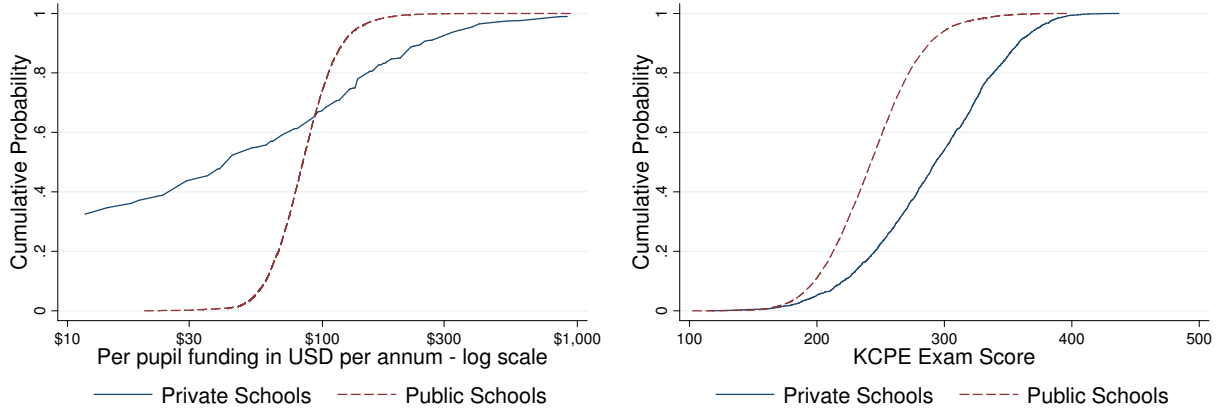 Cumulative Probability
1
.8
.6
.4
.2
0
$10 $30 $100 $300 $1,000
Per pupil funding in USD per annum - log scale
Private Schools Public Schools
Cumulative Probability
1
.8
.6
.4
.2
0
100 200 300 400 500
KCPE Exam Score
Private Schools Public Schools